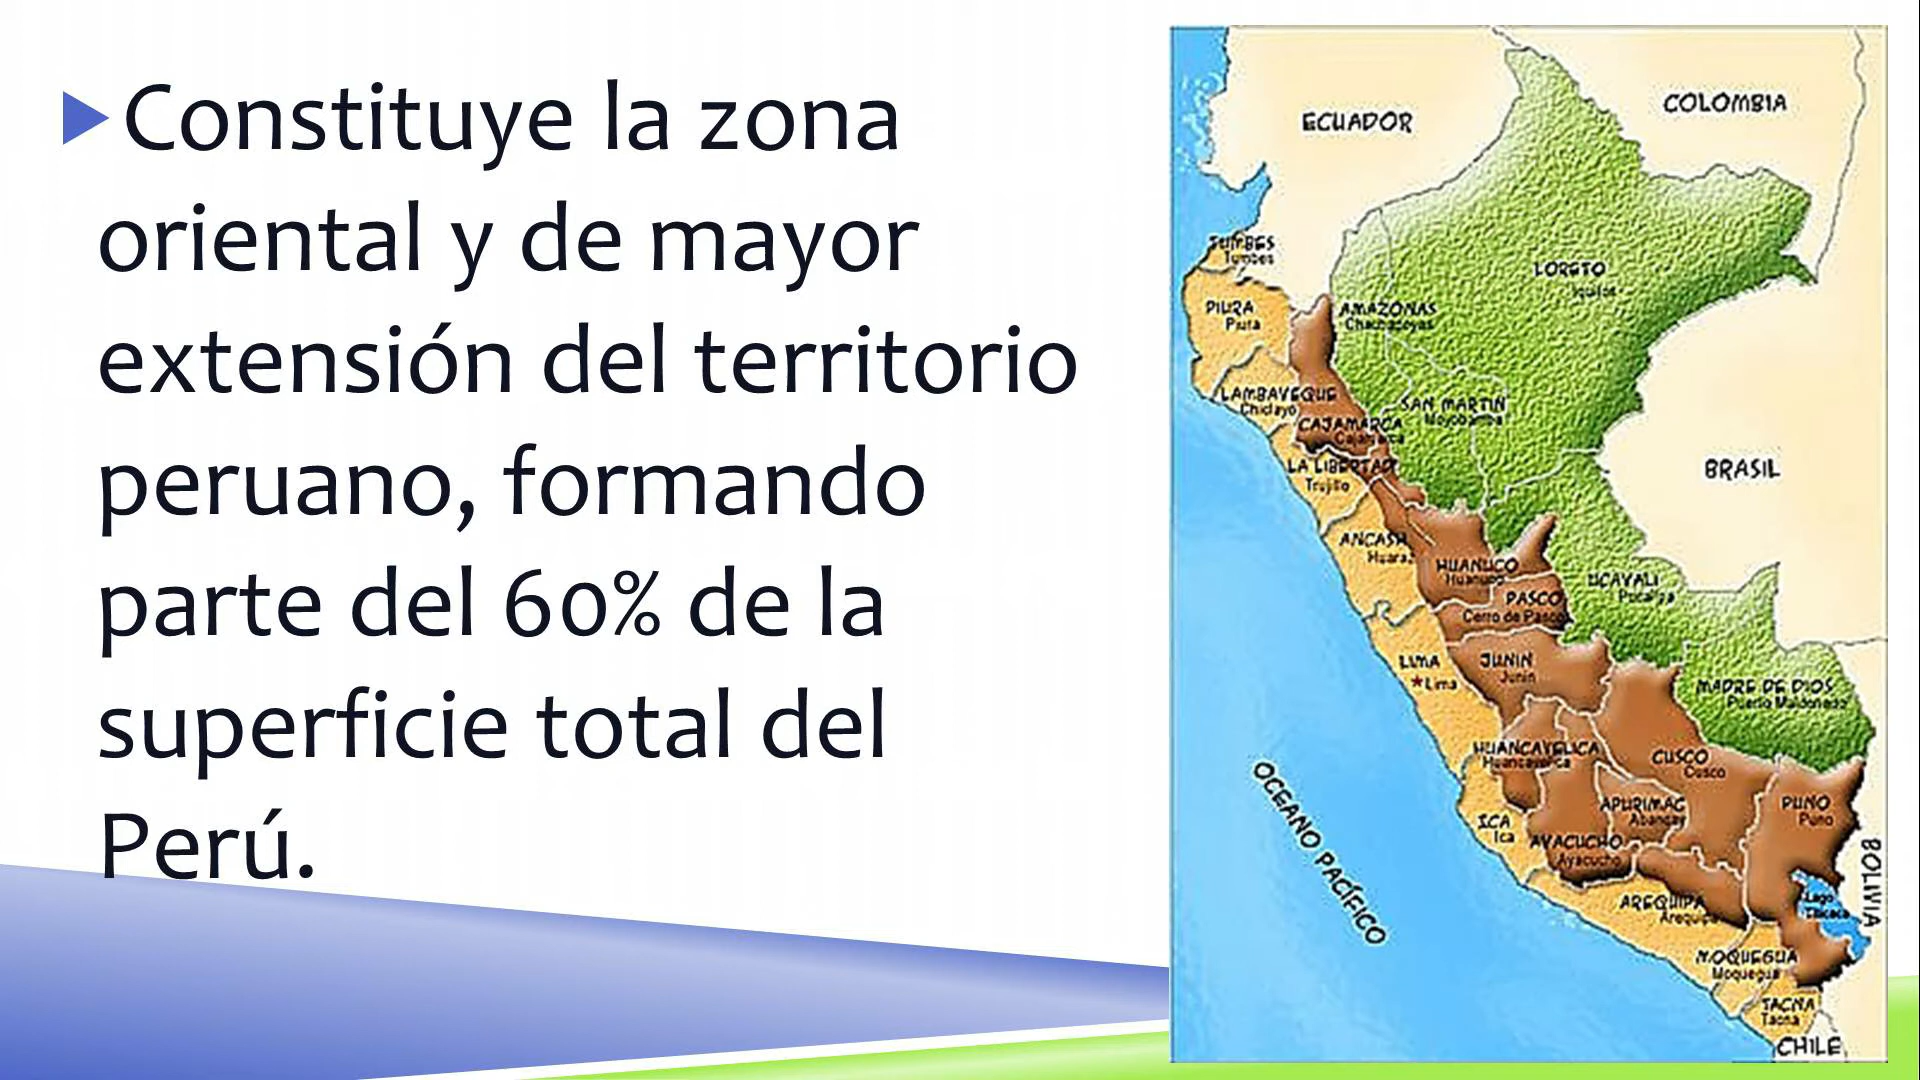 Constituye la zona
oriental y de mayor
extensión del territorio
peruano, formando
parte del 60% de la
superficie total del
Perú.
COLOMBIA
ECUADOR
TUMBES
Tumbes
LORETO
Iquitos
PIURA
Piura
AMAZONAS
Chachapoyas
LAMBAYEQUE
Chiclayo
SAN MARTIN
Moyobamba
CAJAMARCA
Cajamarca
LA LIBERTAD
Trujillo
BRASIL
ANCASH
Huaraz
HUANUCO
Huanuco
UCAYALI
Pucallpa
PASCO
Cerro de Pasco
LIMA
Lima
JUNIN
Junin
MADRE DE DIOS
Puerto Maldonado
HUANCAVELICA
Huancavelica
CUSCO
Cusco
APURIMAC
Abancay
PUNO
Puno
ICA
Ica
AYACUCHO
Ayacucho
OCEANO PACÍFICO
BOLIVIA
AREQUIPA
Arequipa
Lago
Titicaca
MOQUEGUA
Moquegua
TACNA
Tacna
CHILE